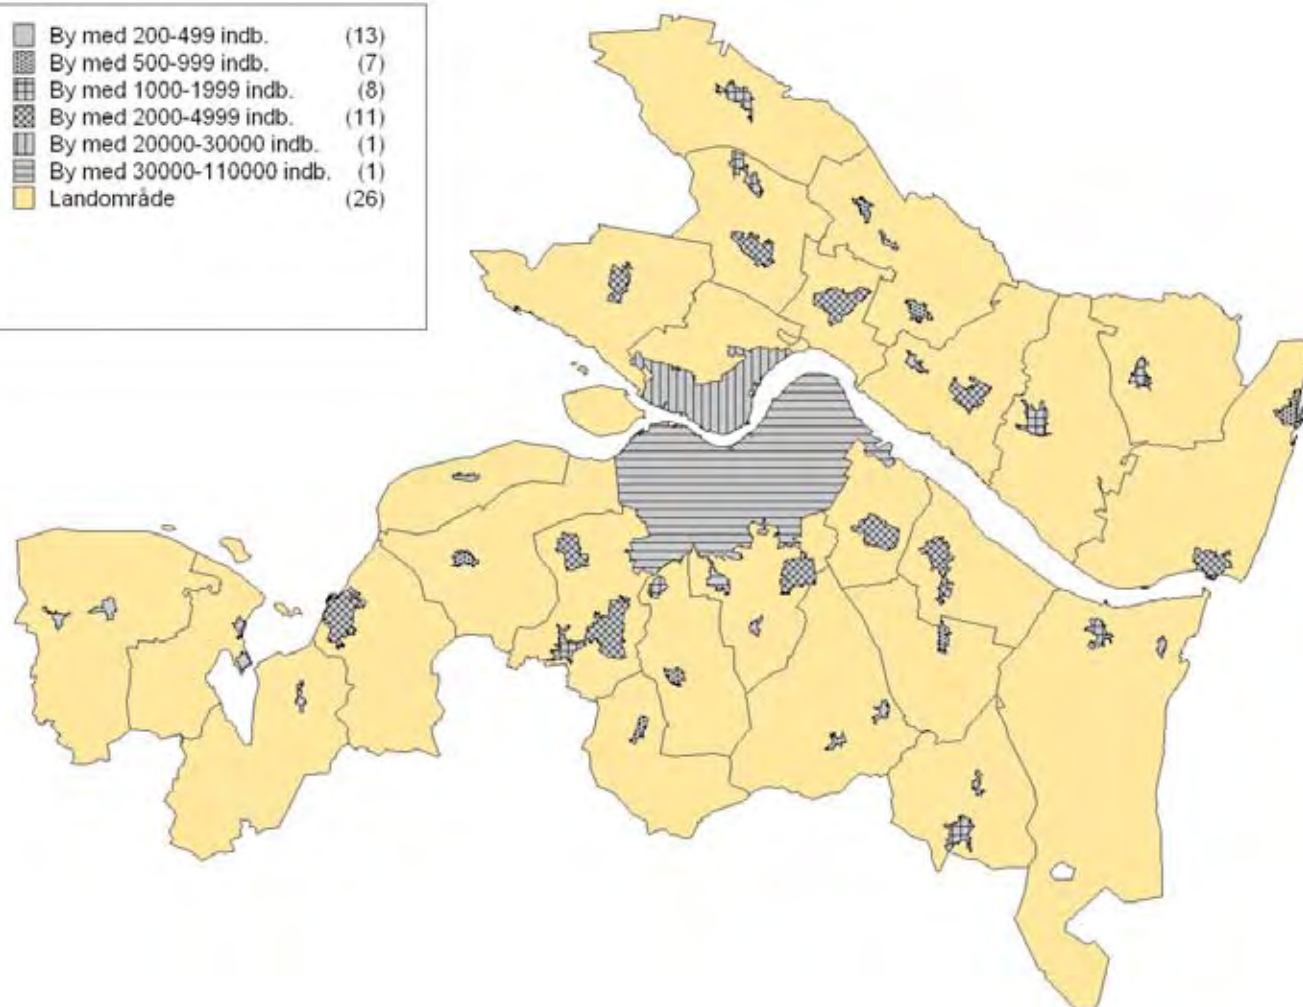 By med 200-499 indb. (13)
By med 500-999 indb. (7)
By med 1000-1999 indb. (8)
By med 2000-4999 indb. (11)
By med 20000-30000 indb. (1)
By med 30000-110000 indb. (1)
Landområde (26)